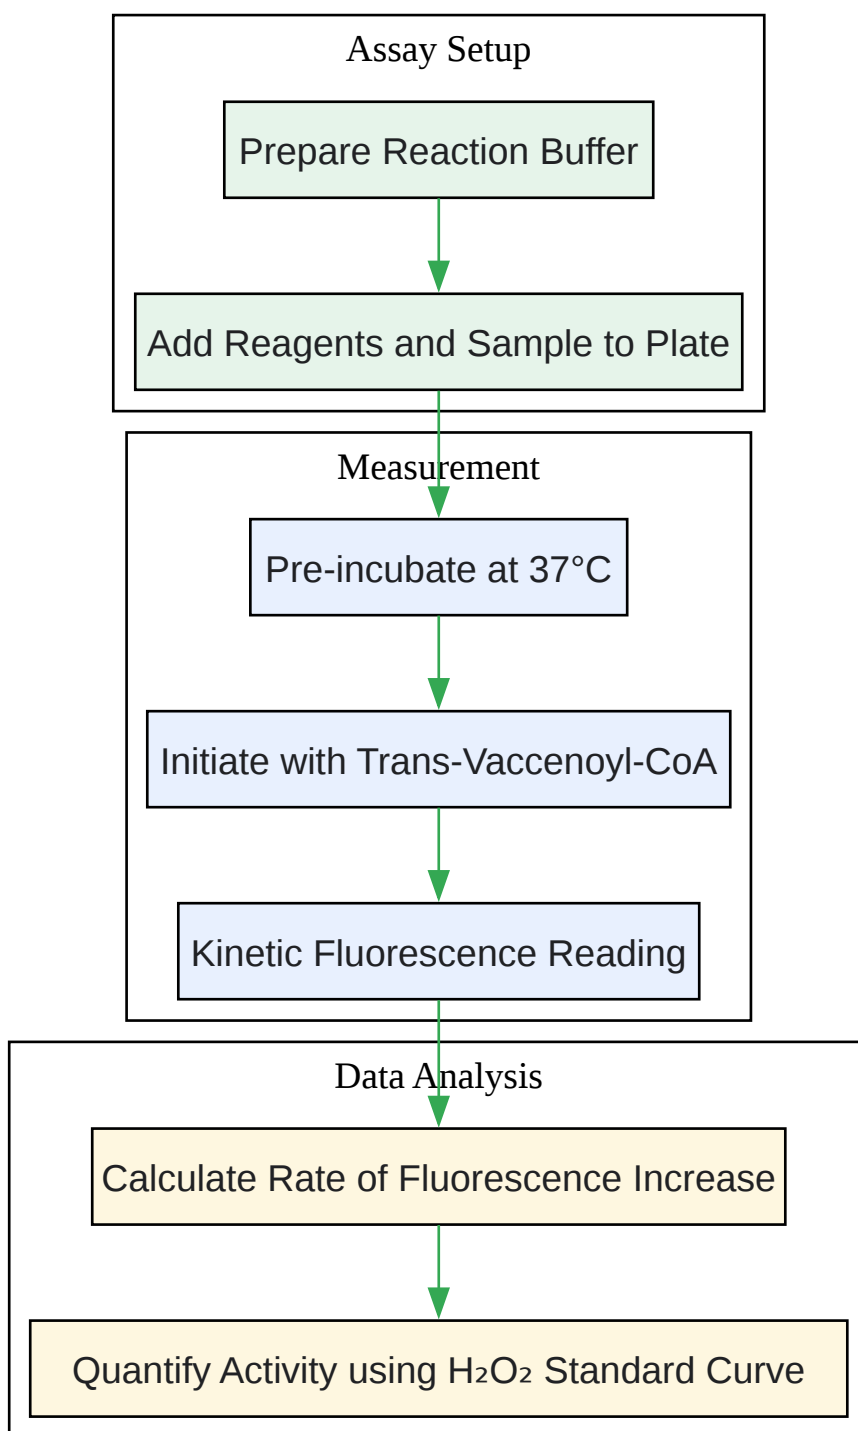 Assay Setup
Prepare Reaction Buffer
Add Reagents and Sample to Plate
Measurement
Pre-incubate at 37°C
Initiate with Trans-Vaccenoyl-CoA
Kinetic Fluorescence Reading
Data Analysis
Calculate Rate of Fluorescence Increase
Quantify Activity using H₂O₂ Standard Curve